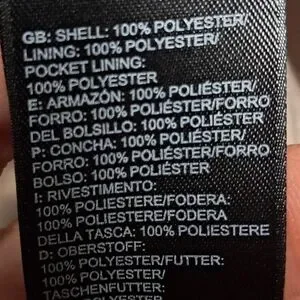 GB: SHELL: 100% POLYESTER/
LINING: 100% POLYESTER/
POCKET LINING:
100% POLYESTER
E: ARMAZÓN: 100% POLIÉSTER/
FORRO: 100% POLIÉSTER/FORRO
DEL BOLSILLO: 100% POLIÉSTER
P: CONCHA: 100% POLIÉSTER/
FORRO: 100% POLIÉSTER/FORRO
BOLSO: 100% POLIÉSTER
I: RIVESTIMENTO:
100% POLIESTERE/FODERA:
100% POLIESTERE/FODERA
DELLA TASCA: 100% POLIESTERE
D: OBERSTOFF:
100% POLYESTER/FUTTER:
100% POLYESTER/
TASCHENFUTTER:
100% POLYESTER